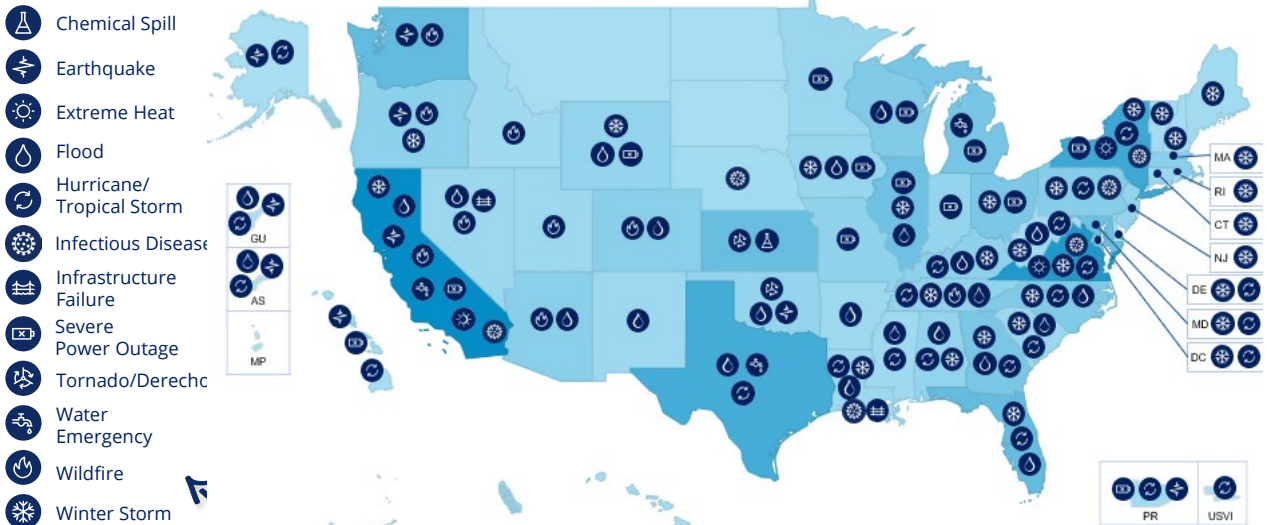 Chemical Spill
Earthquake
Extreme Heat
Flood
Hurricane/
Tropical Storm
Infectious Disease
Infrastructure
Failure
Severe
Power Outage
Tornado/Derecho
Water
Emergency
Wildfire
Winter Storm
GU
AS
MP
MA
RI
CT
NJ
DE
MD
DC
PR
USVI